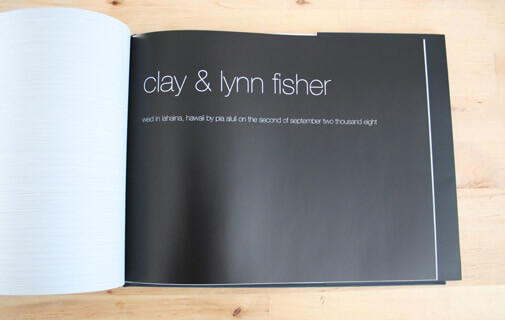 clay & lynn fisher
wed in lahaina, hawaii by pia aluli on the second of september two thousand eight